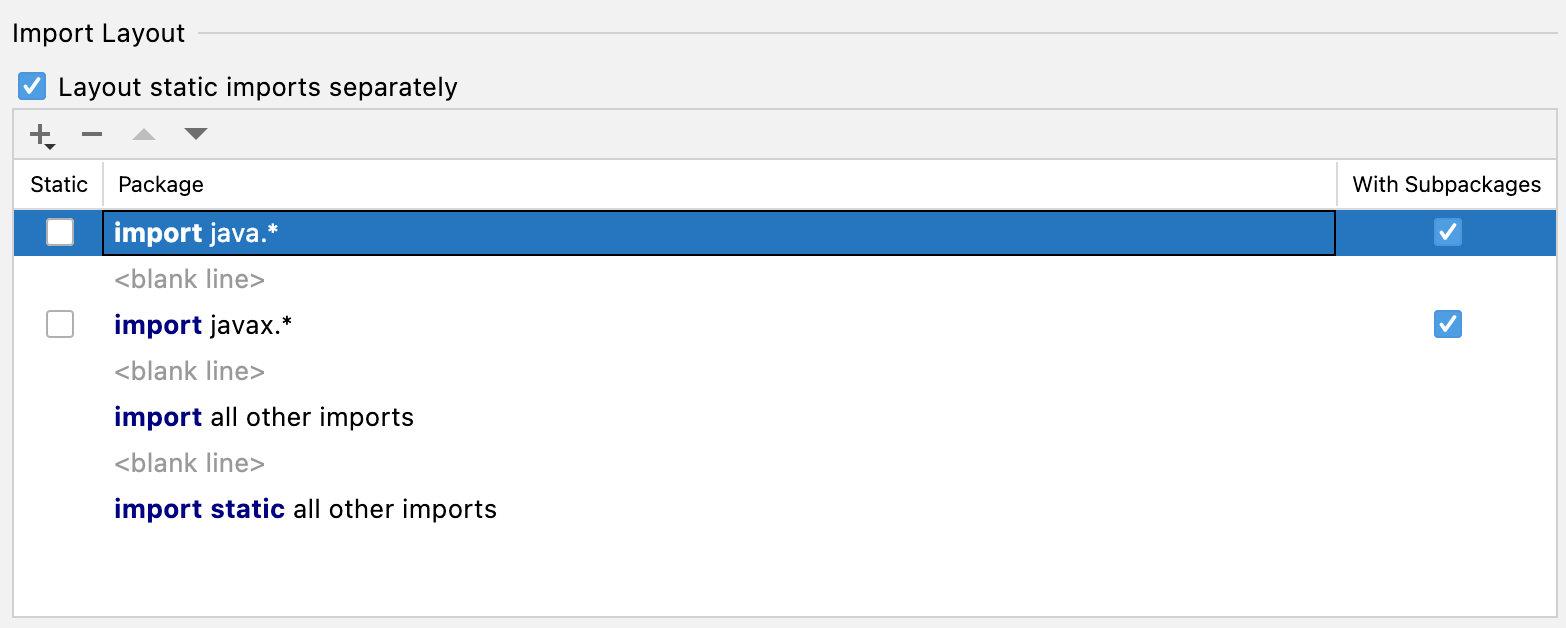 Import Layout
Layout static imports separately
Static Package With Subpackages
import java.*
<blank line>
import javax.*
<blank line>
import all other imports
<blank line>
import static all other imports